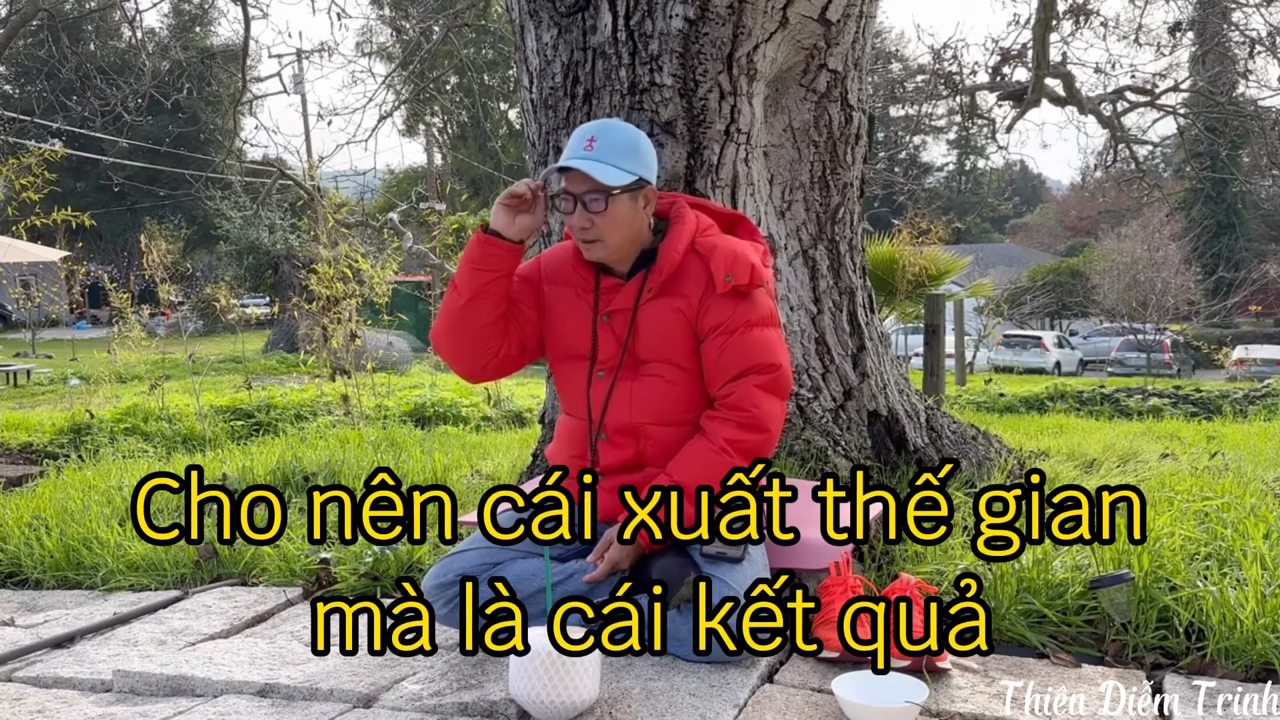 Cho nên cái xuất thế gian
mà là cái kết quả
Thiên Diễm Trinh